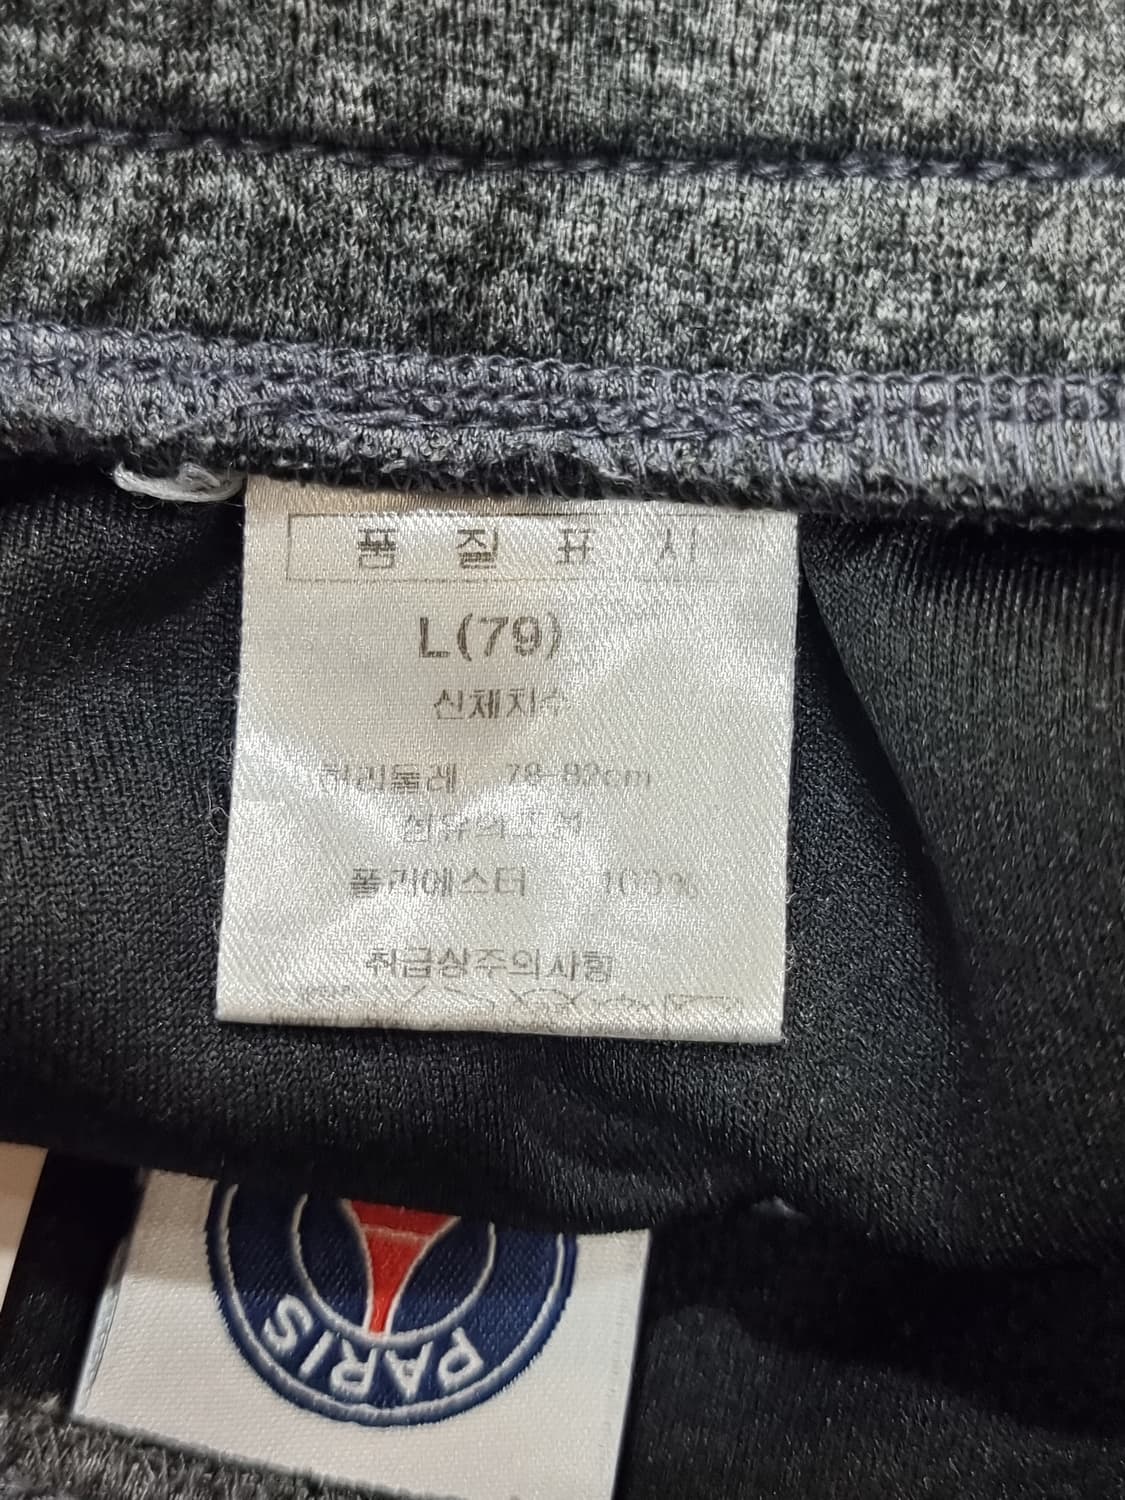 품 질 표 시
L(79)
신체치수
허리둘레 78-82cm
섬유의조성
폴리에스터 100%
취급상주의사항
PARIS